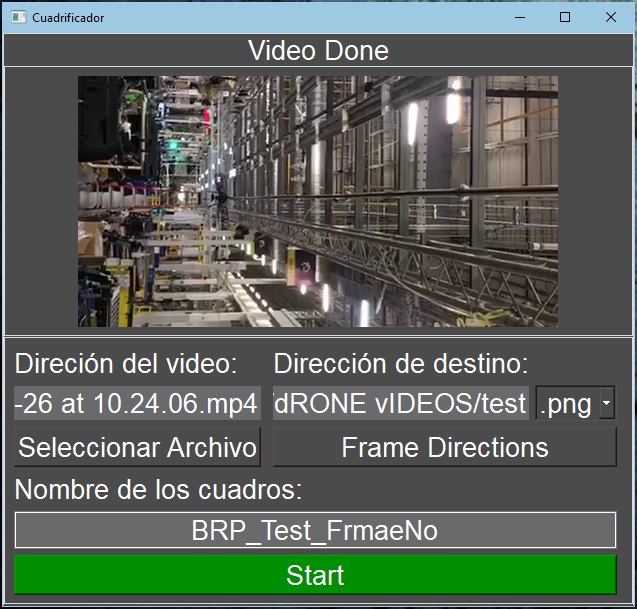 Cuadrificador
Video Done
Direción del video: Dirección de destino:
-26 at 10.24.06.mp4 dRONE vIDEOS/test .png
Seleccionar Archivo Frame Directions
Nombre de los cuadros:
BRP_Test_FrmaeNo
Start